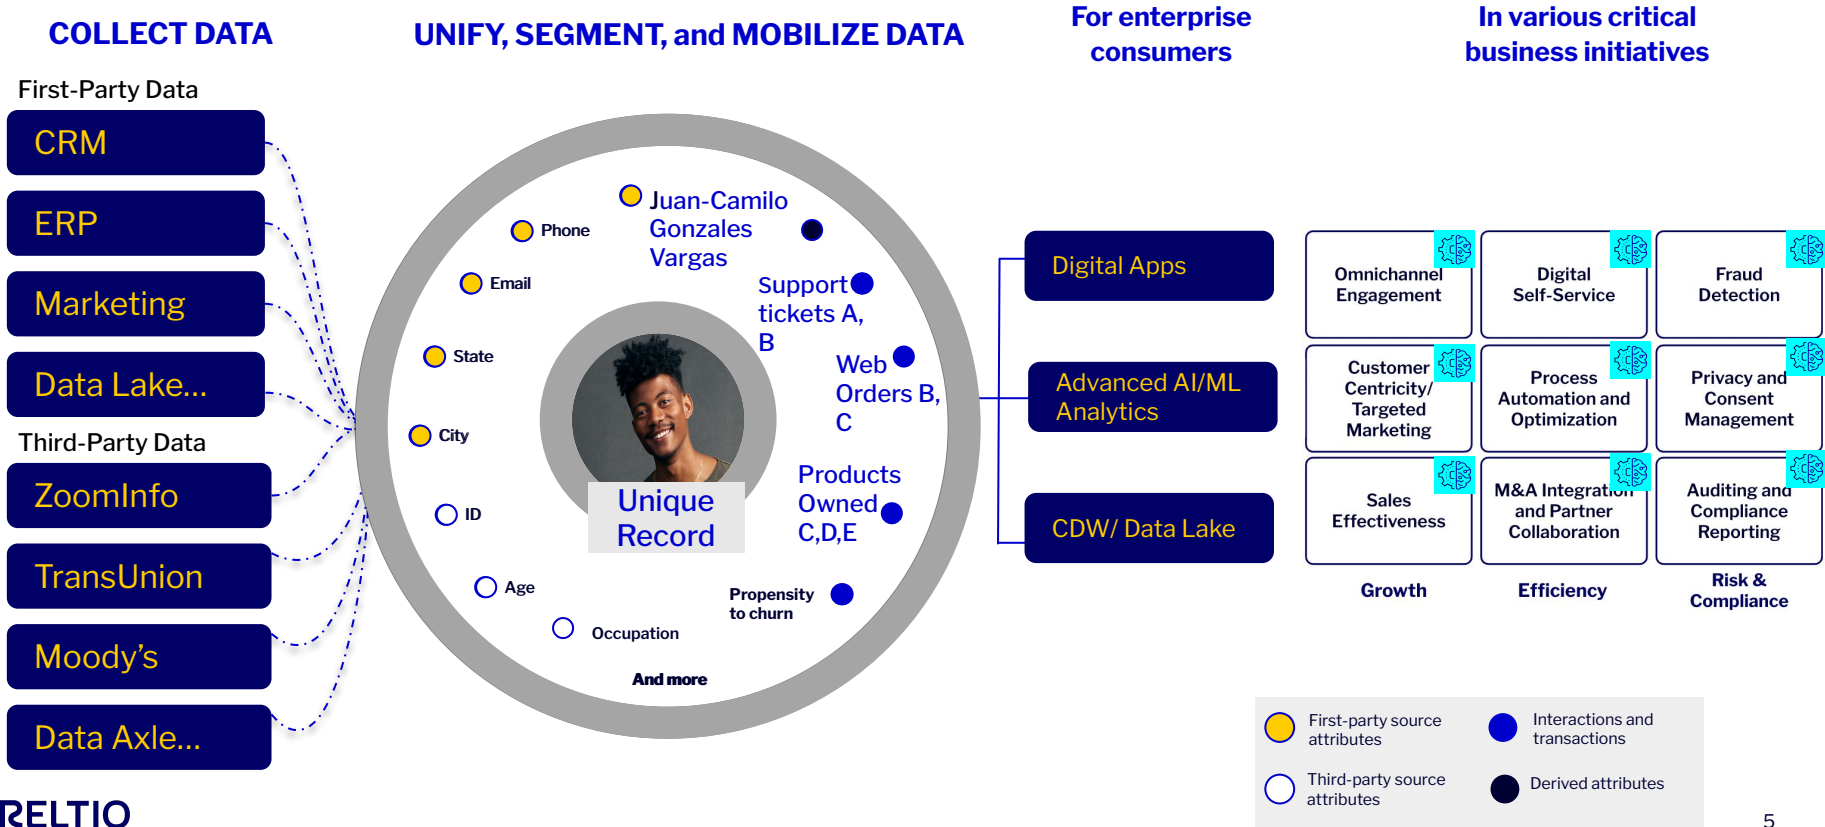 COLLECT DATA
UNIFY, SEGMENT, and MOBILIZE DATA
For enterprise
consumers
In various critical
business initiatives
First-Party Data
CRM
ERP
Marketing
Data Lake...
Third-Party Data
ZoomInfo
TransUnion
Moody's
Data Axle...
Juan-Camilo
Gonzales
Vargas
Phone
Email
State
City
ID
Age
Occupation
And more
Support
tickets A,
B
Web
Orders B,
C
Products
Owned
C,D,E
Propensity
to churn
Unique
Record
Digital Apps
Advanced AI/ML
Analytics
CDW/ Data Lake
Omnichannel
Engagement
Digital
Self-Service
Fraud
Detection
Customer
Centricity/
Targeted
Marketing
Process
Automation and
Optimization
Privacy and
Consent
Management
Sales
Effectiveness
M&A Integration
and Partner
Collaboration
Auditing and
Compliance
Reporting
Growth
Efficiency
Risk &
Compliance
First-party source
attributes
Interactions and
transactions
Third-party source
attributes
Derived attributes
RELTIO
5